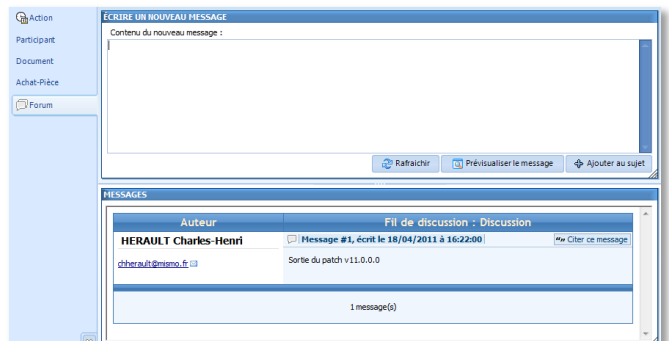 Action
Participant
Document
Achat-Pièce
Forum
ÉCRIRE UN NOUVEAU MESSAGE
Contenu du nouveau message :
Rafraichir
Prévisualiser le message
Ajouter au sujet
MESSAGES
Auteur
Fil de discussion : Discussion
HERAULT Charles-Henri
Message #1, écrit le 18/04/2011 à 16:22:00
Citer ce message
chherault@mismo.fr
Sortie du patch v11.0.0.0
1 message(s)